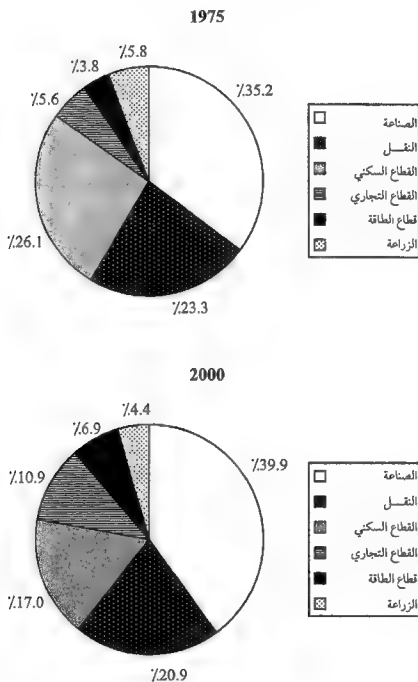 1975
٪5.8
٪3.8
٪35.2
٪5.6
٪26.1
٪23.3
الصناعة
النقـــل
القطاع السكني
القطاع التجاري
قطاع الطاقة
الزراعة
2000
٪4.4
٪6.9
٪39.9
٪10.9
٪17.0
٪20.9
الصناعة
النقـــل
القطاع السكني
القطاع التجاري
قطاع الطاقة
الزراعة